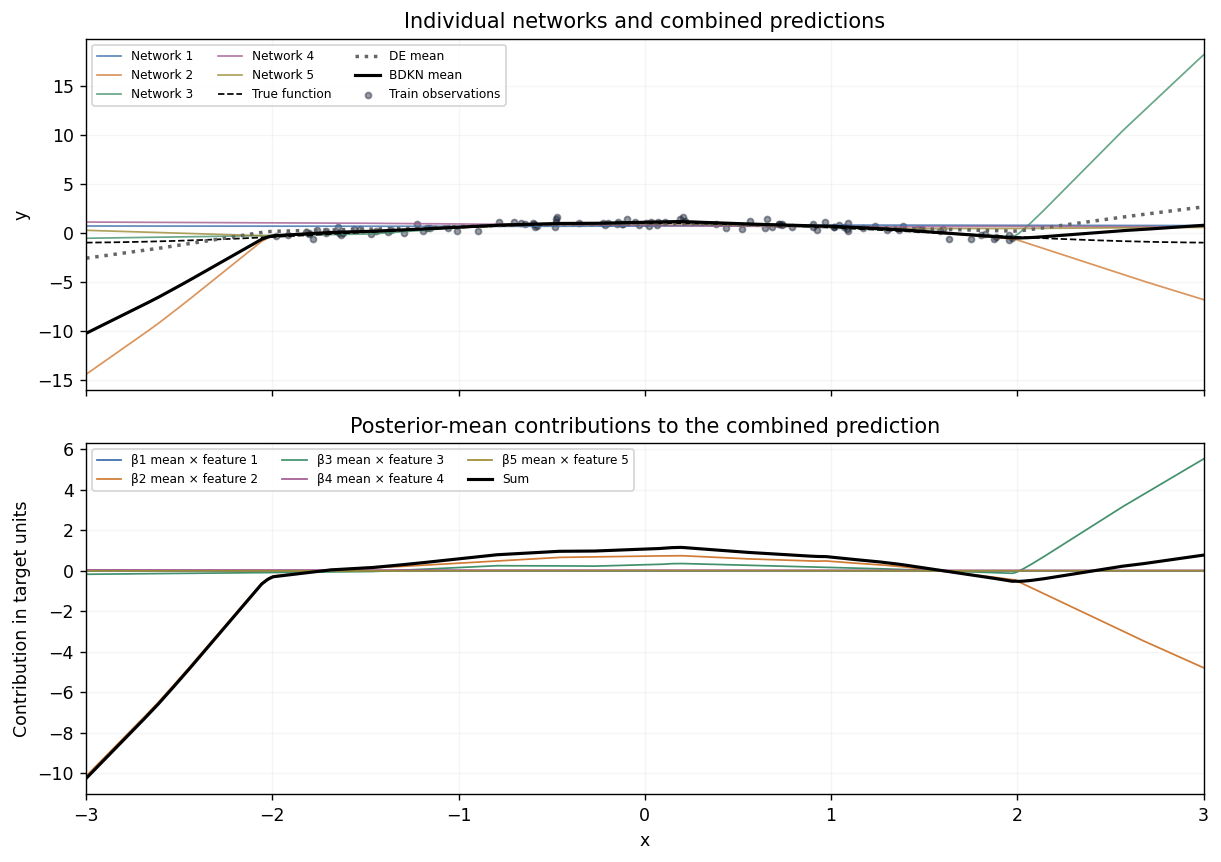 Individual networks and combined predictions
Network 1 Network 4 DE mean
Network 2 Network 5 BDKN mean
Network 3 True function Train observations
15
10
5
0
−5
−10
−15
y
Posterior-mean contributions to the combined prediction
β1 mean × feature 1 β3 mean × feature 3 β5 mean × feature 5
β2 mean × feature 2 β4 mean × feature 4 Sum
6
4
2
0
−2
−4
−6
−8
−10
Contribution in target units
−3 −2 −1 0 1 2 3
x